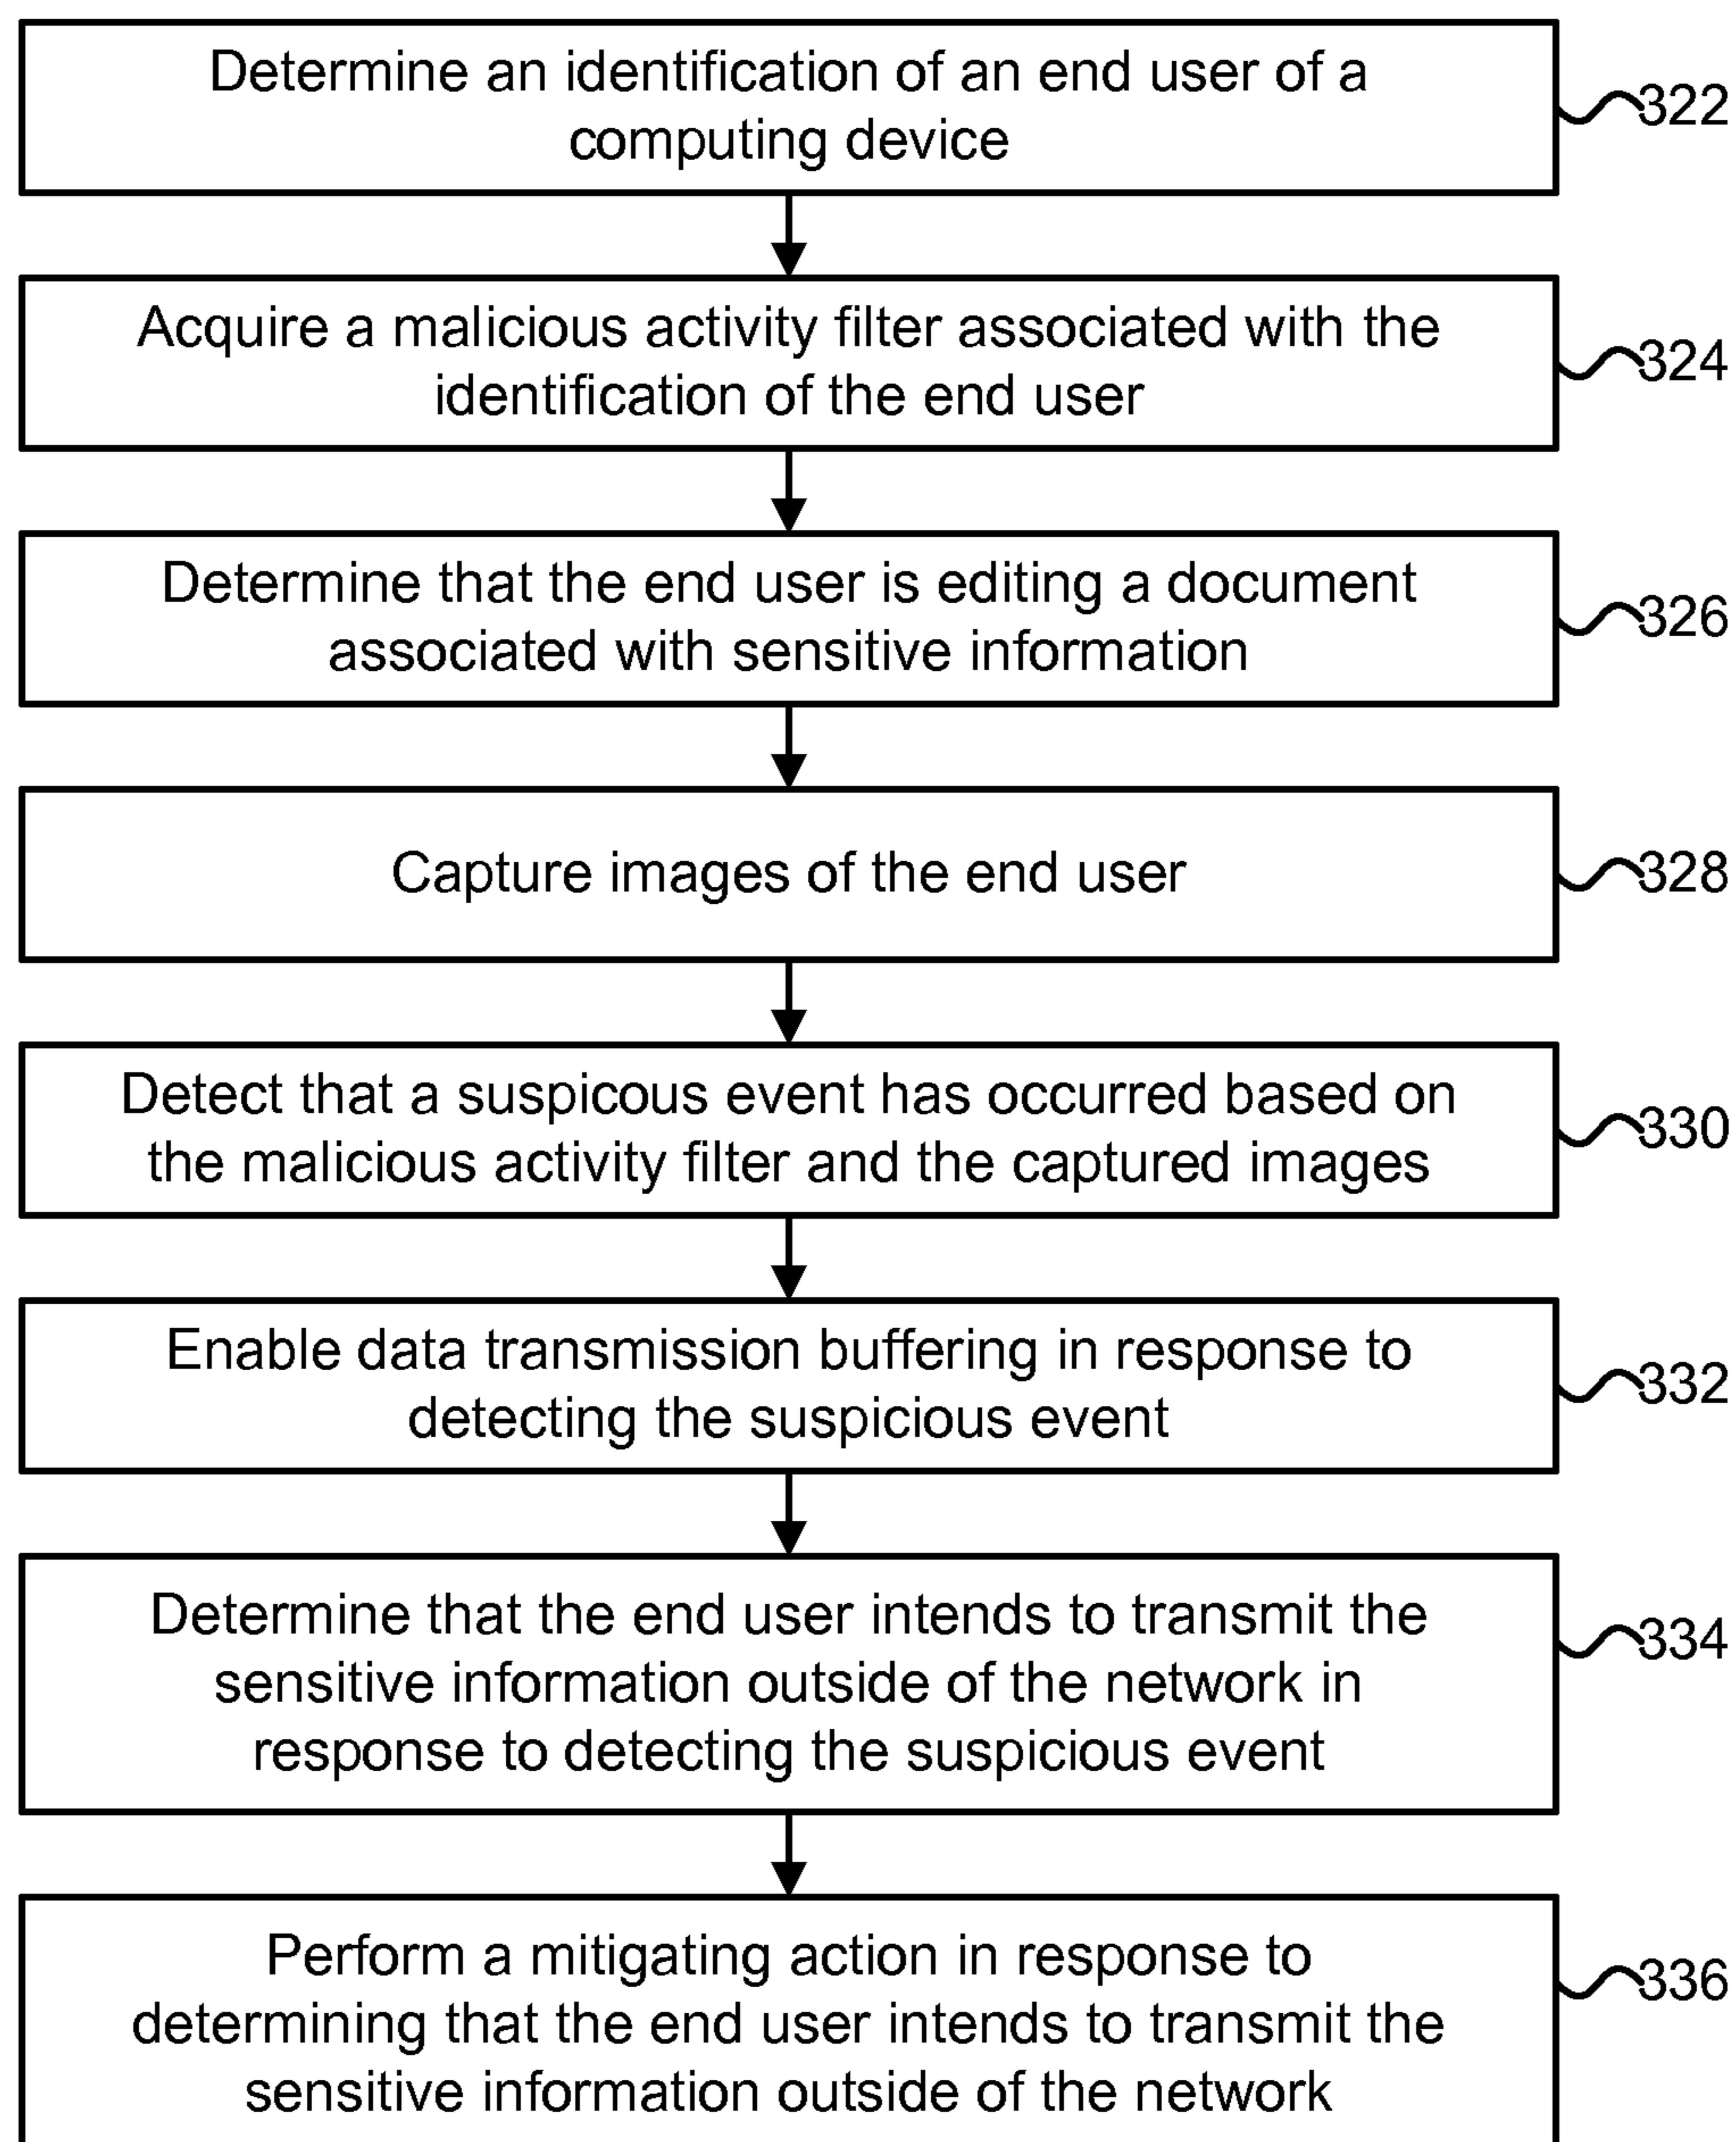 Determine an identification of an end user of a
computing device
322
Acquire a malicious activity filter associated with the
identification of the end user
324
Determine that the end user is editing a document
associated with sensitive information
326
Capture images of the end user
328
Detect that a suspicous event has occurred based on
the malicious activity filter and the captured images
330
Enable data transmission buffering in response to
detecting the suspicious event
332
Determine that the end user intends to transmit the
sensitive information outside of the network in
response to detecting the suspicious event
334
Perform a mitigating action in response to
determining that the end user intends to transmit the
sensitive information outside of the network
336